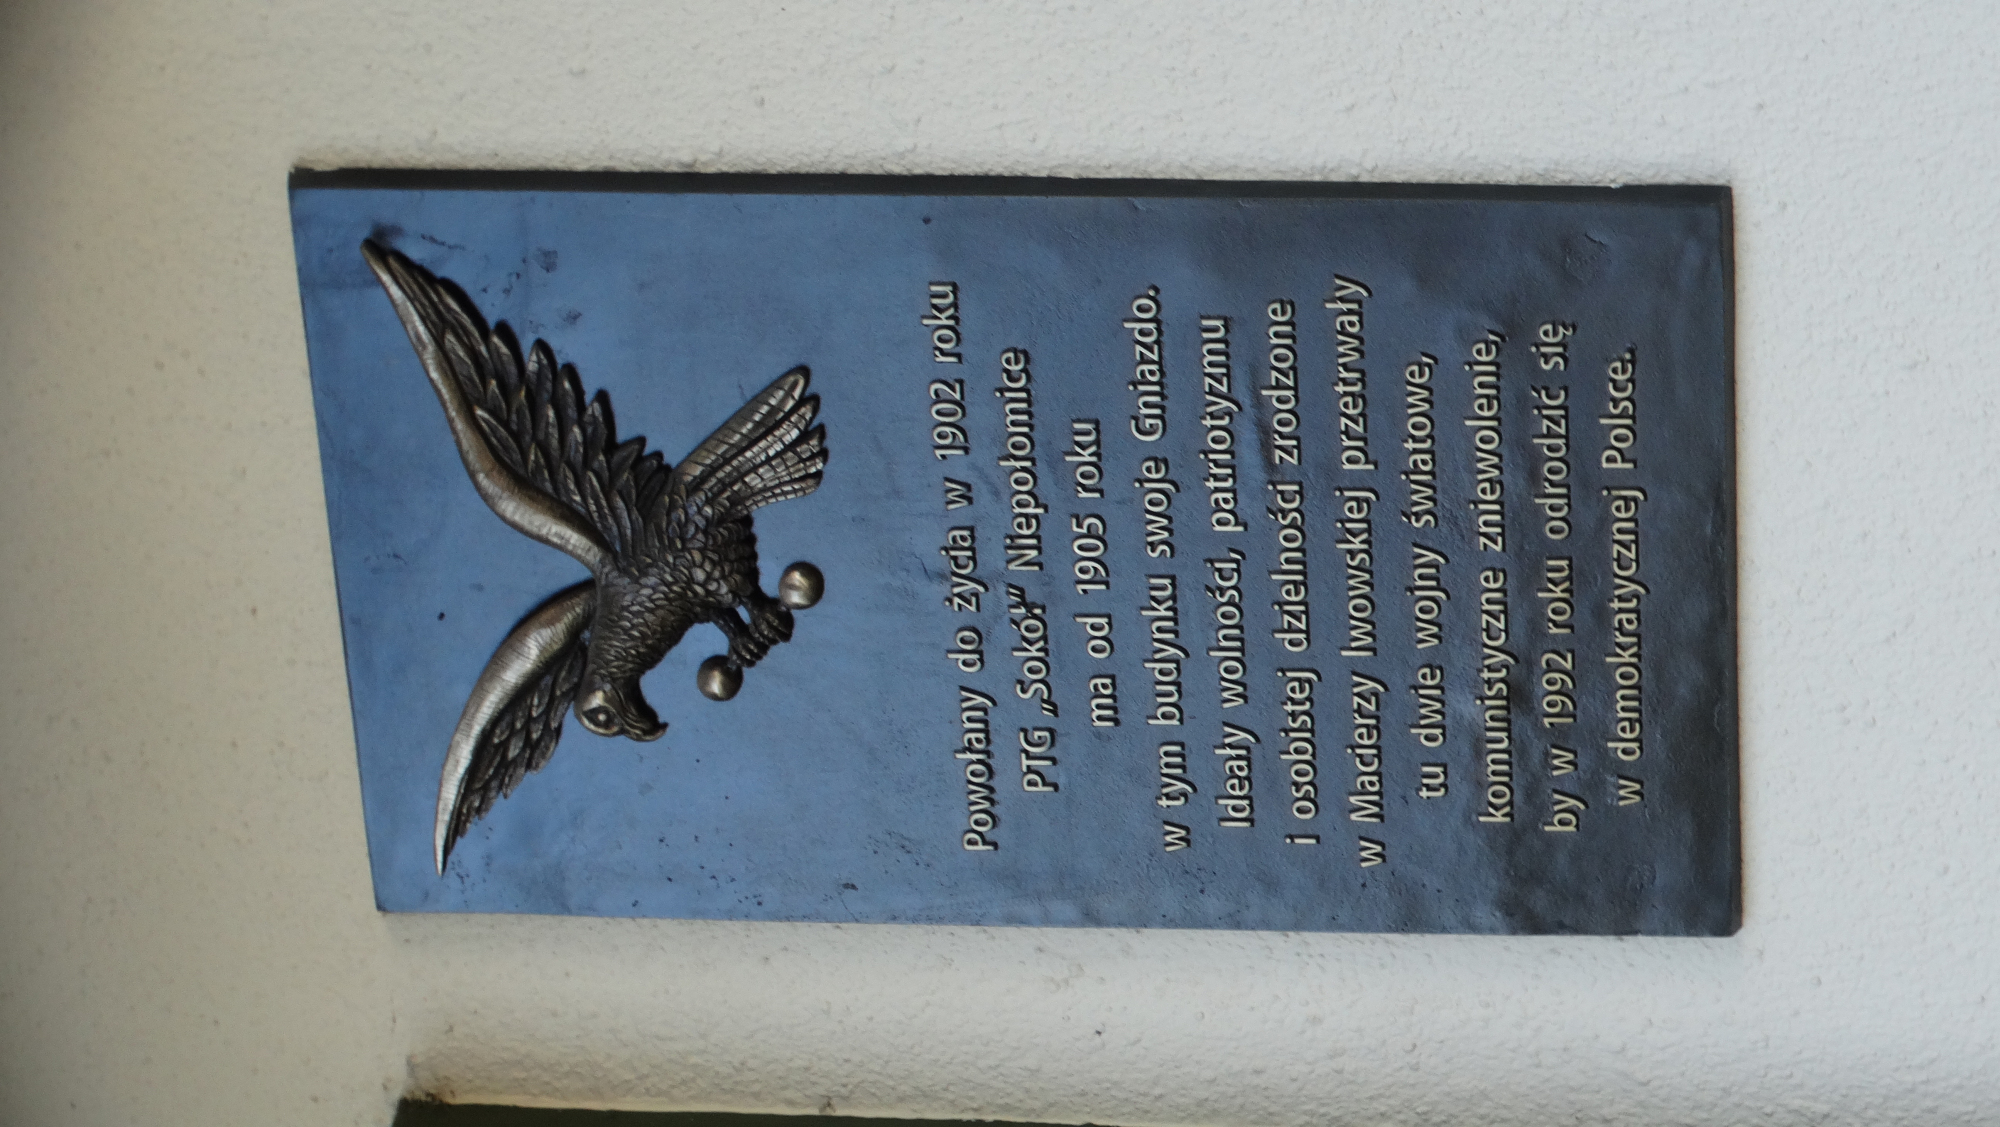 Powołany do życia w 1902 roku
PTG „Sokół” Niepołomice
ma od 1905 roku
w tym budynku swoje Gniazdo.
Ideały wolności, patriotyzmu
i osobistej dzielności zrodzone
w Macierzy lwowskiej przetrwały
tu dwie wojny światowe,
komunistyczne zniewolenie,
by w 1992 roku odrodzić się
w demokratycznej Polsce.